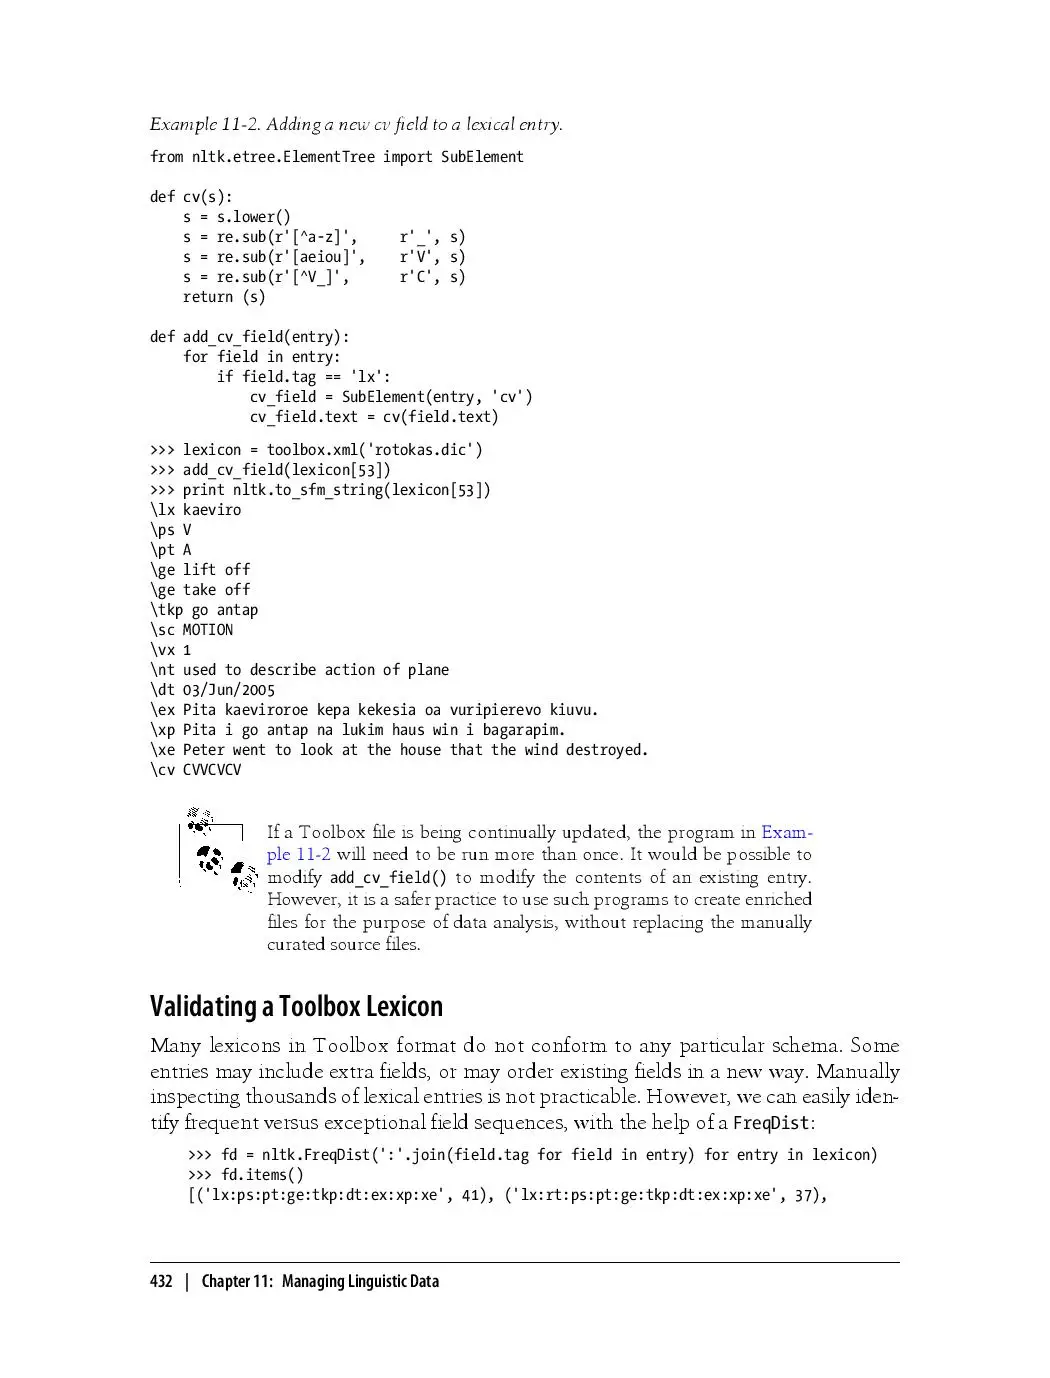 Example 11-2. Adding a new cv field to a lexical entry.
from nltk.etree.ElementTree import SubElement
def cv(s):
    s = s.lower()
    s = re.sub(r'[^a-z]',     r'_', s)
    s = re.sub(r'[aeiou]',    r'V', s)
    s = re.sub(r'[^V_]',      r'C', s)
    return (s)
def add_cv_field(entry):
    for field in entry:
        if field.tag == 'lx':
            cv_field = SubElement(entry, 'cv')
            cv_field.text = cv(field.text)
>>> lexicon = toolbox.xml('rotokas.dic')
>>> add_cv_field(lexicon[53])
>>> print nltk.to_sfm_string(lexicon[53])
\lx kaeviro
\ps V
\pt A
\ge lift off
\ge take off
\tkp go antap
\sc MOTION
\vx 1
\nt used to describe action of plane
\dt 03/Jun/2005
\ex Pita kaeviroroe kepa kekesia oa vuripierevo kiuvu.
\xp Pita i go antap na lukim haus win i bagarapim.
\xe Peter went to look at the house that the wind destroyed.
\cv CVVCVCV
If a Toolbox file is being continually updated, the program in Exam-
ple 11-2 will need to be run more than once. It would be possible to
modify add_cv_field() to modify the contents of an existing entry.
However, it is a safer practice to use such programs to create enriched
files for the purpose of data analysis, without replacing the manually
curated source files.
Validating a Toolbox Lexicon
Many lexicons in Toolbox format do not conform to any particular schema. Some
entries may include extra fields, or may order existing fields in a new way. Manually
inspecting thousands of lexical entries is not practicable. However, we can easily iden-
tify frequent versus exceptional field sequences, with the help of a FreqDist:
>>> fd = nltk.FreqDist(':'.join(field.tag for field in entry) for entry in lexicon)
>>> fd.items()
[('lx:ps:pt:ge:tkp:dt:ex:xp:xe', 41), ('lx:rt:ps:pt:ge:tkp:dt:ex:xp:xe', 37),
432 | Chapter 11: Managing Linguistic Data